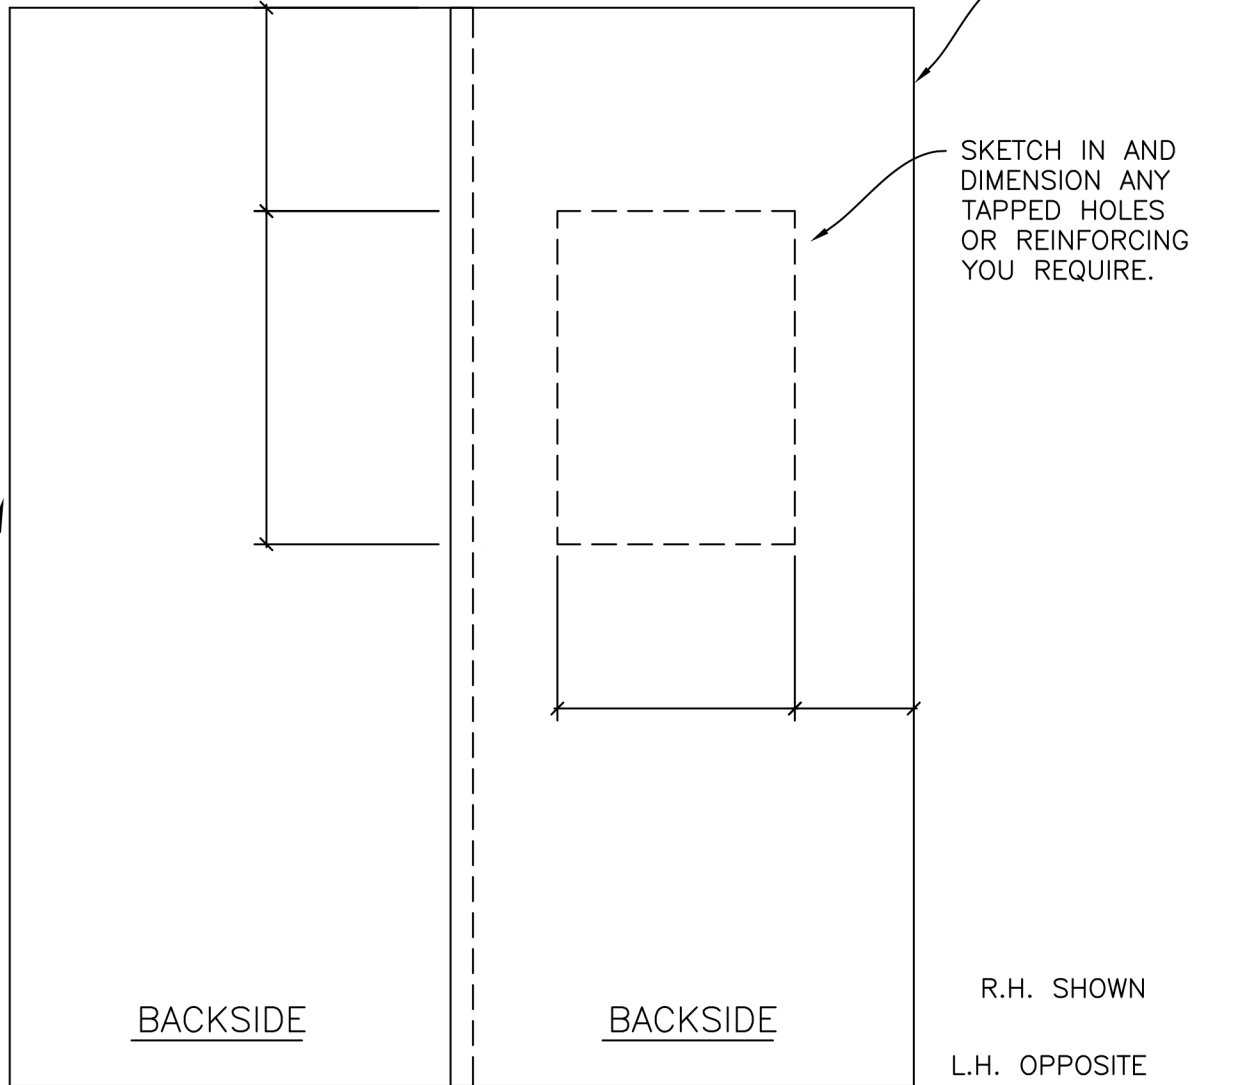 SKETCH IN AND
DIMENSION ANY
TAPPED HOLES
OR REINFORCING
YOU REQUIRE.
R.H. SHOWN
BACKSIDE
BACKSIDE
L.H. OPPOSITE